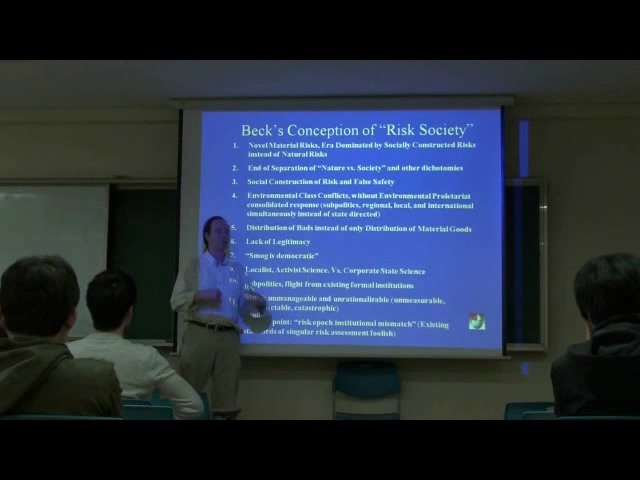 Beck's Conception of "Risk Society"
1. Novel Material Risks, Era Dominated by Socially Constructed Risks
instead of Natural Risks
2. End of Separation of "Nature vs. Society" and other dichotomies
3. Social Construction of Risk and False Safety
4. Environmental Class Conflicts, without Environmental Proletariat
consolidated response (subpolitics, regional, local, and international
simultaneously instead of state directed)
5. Distribution of Bads instead of only Distribution of Material Goods
6. Lack of Legitimacy
7. "Smog is democratic"
Localist, Activist Science. Vs. Corporate State Science
subpolitics, flight from existing formal institutions
unmanageable and unrationalizable (unmeasurable,
catastrophic)
point: "risk epoch institutional mismatch" (Existing
of singular risk assessment foolish)